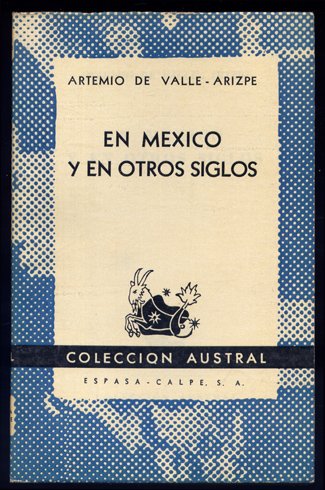 ARTEMIO DE VALLE - ARIZPE
EN MEXICO
Y EN OTROS SIGLOS
COLECCION AUSTRAL
ESPASA - CALPE, S. A.